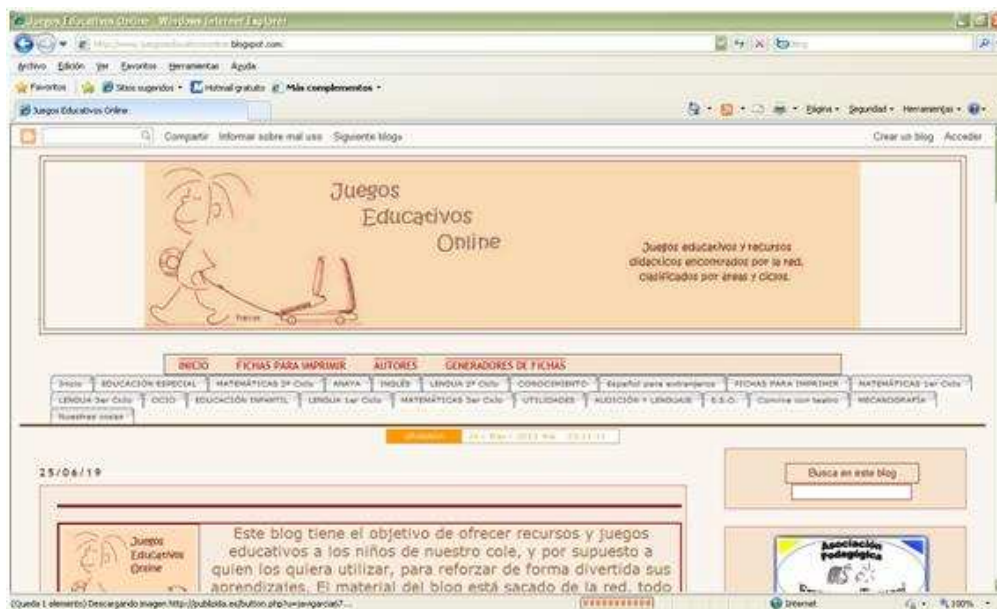 Juegos Educativos Online - Windows Internet Explorer
blogspot.com
Archivo Edición Ver Favoritos Herramientas Ayuda
Favoritos Sitios sugeridos Hotmail gratuito Más complementos
Juegos Educativos Online
Página Seguridad Herramientas
Compartir Informar sobre mal uso Siguiente blog»
Crear un blog Acceder
Juegos
Educativos
Online
Juegos educativos y recursos
didácticos encontrados por la red,
clasificados por áreas y ciclos.
INICIO FICHAS PARA IMPRIMIR AUTORES GENERADORES DE FICHAS
Inicio EDUCACIÓN ESPECIAL MATEMÁTICAS 2º Ciclo ANAYA INGLÉS LENGUA 2º Ciclo CONOCIMIENTO Español para extranjeros FICHAS PARA IMPRIMIR MATEMÁTICAS 1er Ciclo
LENGUA 3er Ciclo OCIO EDUCACIÓN INFANTIL LENGUA 1er Ciclo MATEMÁTICAS 3er Ciclo UTILIDADES AUDICIÓN Y LENGUAJE E.S.O. Convive con teatro MECANOGRAFÍA
Nuestras cosas
25/06/19
Busca en este blog
Juegos
Educativos
Online
Este blog tiene el objetivo de ofrecer recursos y juegos
educativos a los niños de nuestro cole, y por supuesto a
quien los quiera utilizar, para reforzar de forma divertida sus
aprendizajes. El material del blog está sacado de la red, todo
Asociación
Pedagógica
(Queda 1 elemento) Descargando imagen
Internet
100%